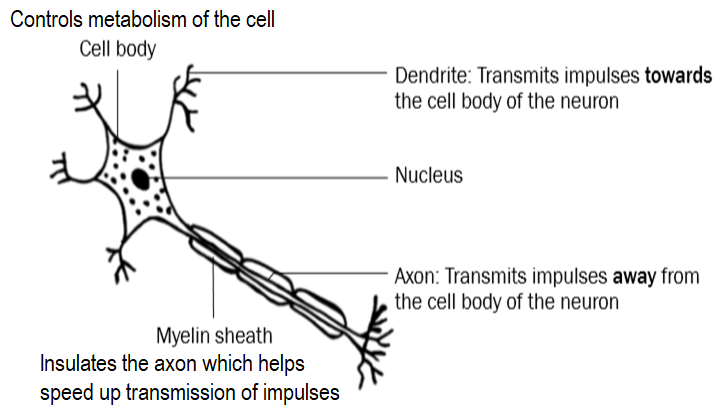 Controls metabolism of the cell
Cell body
Dendrite: Transmits impulses towards
the cell body of the neuron
Nucleus
Axon: Transmits impulses away from
the cell body of the neuron
Myelin sheath
Insulates the axon which helps
speed up transmission of impulses